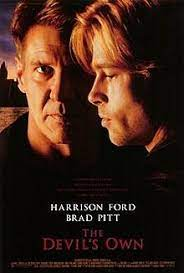 HARRISON FORD
BRAD PITT
THE
DEVIL'S OWN